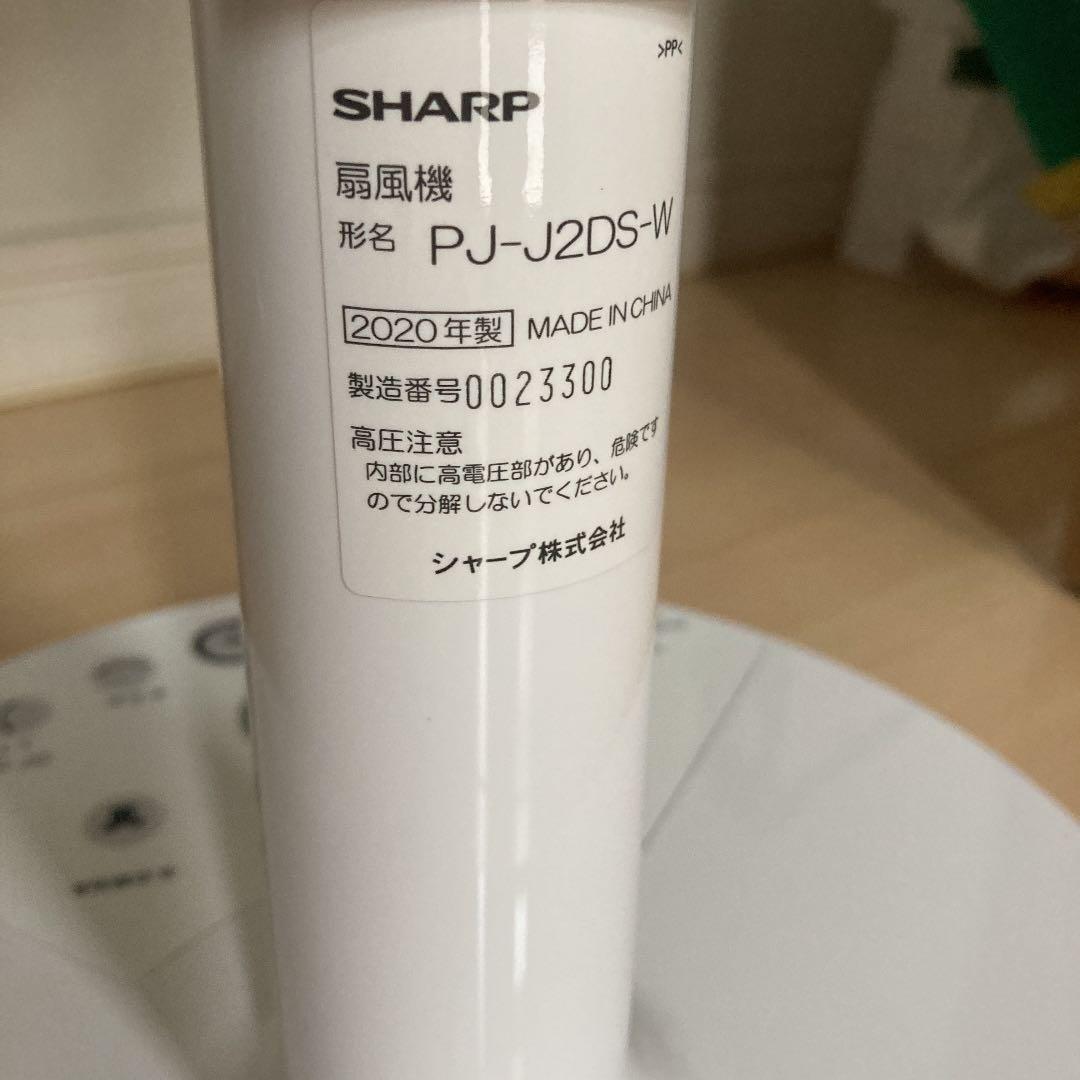 >PP<
SHARP
扇風機
形名 PJ-J2DS-W
2020年製 MADE IN CHINA
製造番号0023300
高圧注意
内部に高電圧部があり、危険です
ので分解しないでください。
シャープ株式会社